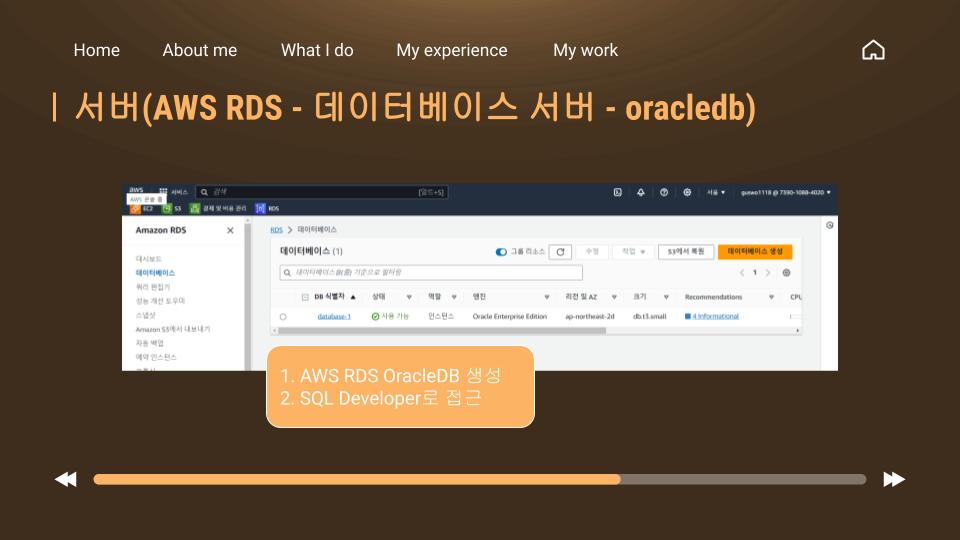 Home About me What I do My experience My work
서버(AWS RDS - 데이터베이스 서버 - oracledb)
aws 서비스 검색 [알트+S] 서울 ▼ guswo1118 @ 7390-1088-4020 ▼
AWS 콘솔 홈
EC2 S3 결제 및 비용 관리 RDS
Amazon RDS
RDS > 데이터베이스
데이터베이스 (1) 그룹 리소스 수정 작업 ▼ S3에서 복원 데이터베이스 생성
대시보드
데이터베이스
쿼리 편집기
성능 개선 도우미
스냅샷
Amazon S3에서 내보내기
자동 백업
예약 인스턴스
데이터베이스을(를) 기준으로 필터링
1
DB 식별자 상태 역할 엔진 리전 및 AZ 크기 Recommendations CPU
database-1 사용 가능 인스턴스 Oracle Enterprise Edition ap-northeast-2d db.t3.small 4 Informational
1. AWS RDS OracleDB 생성
2. SQL Developer로 접근